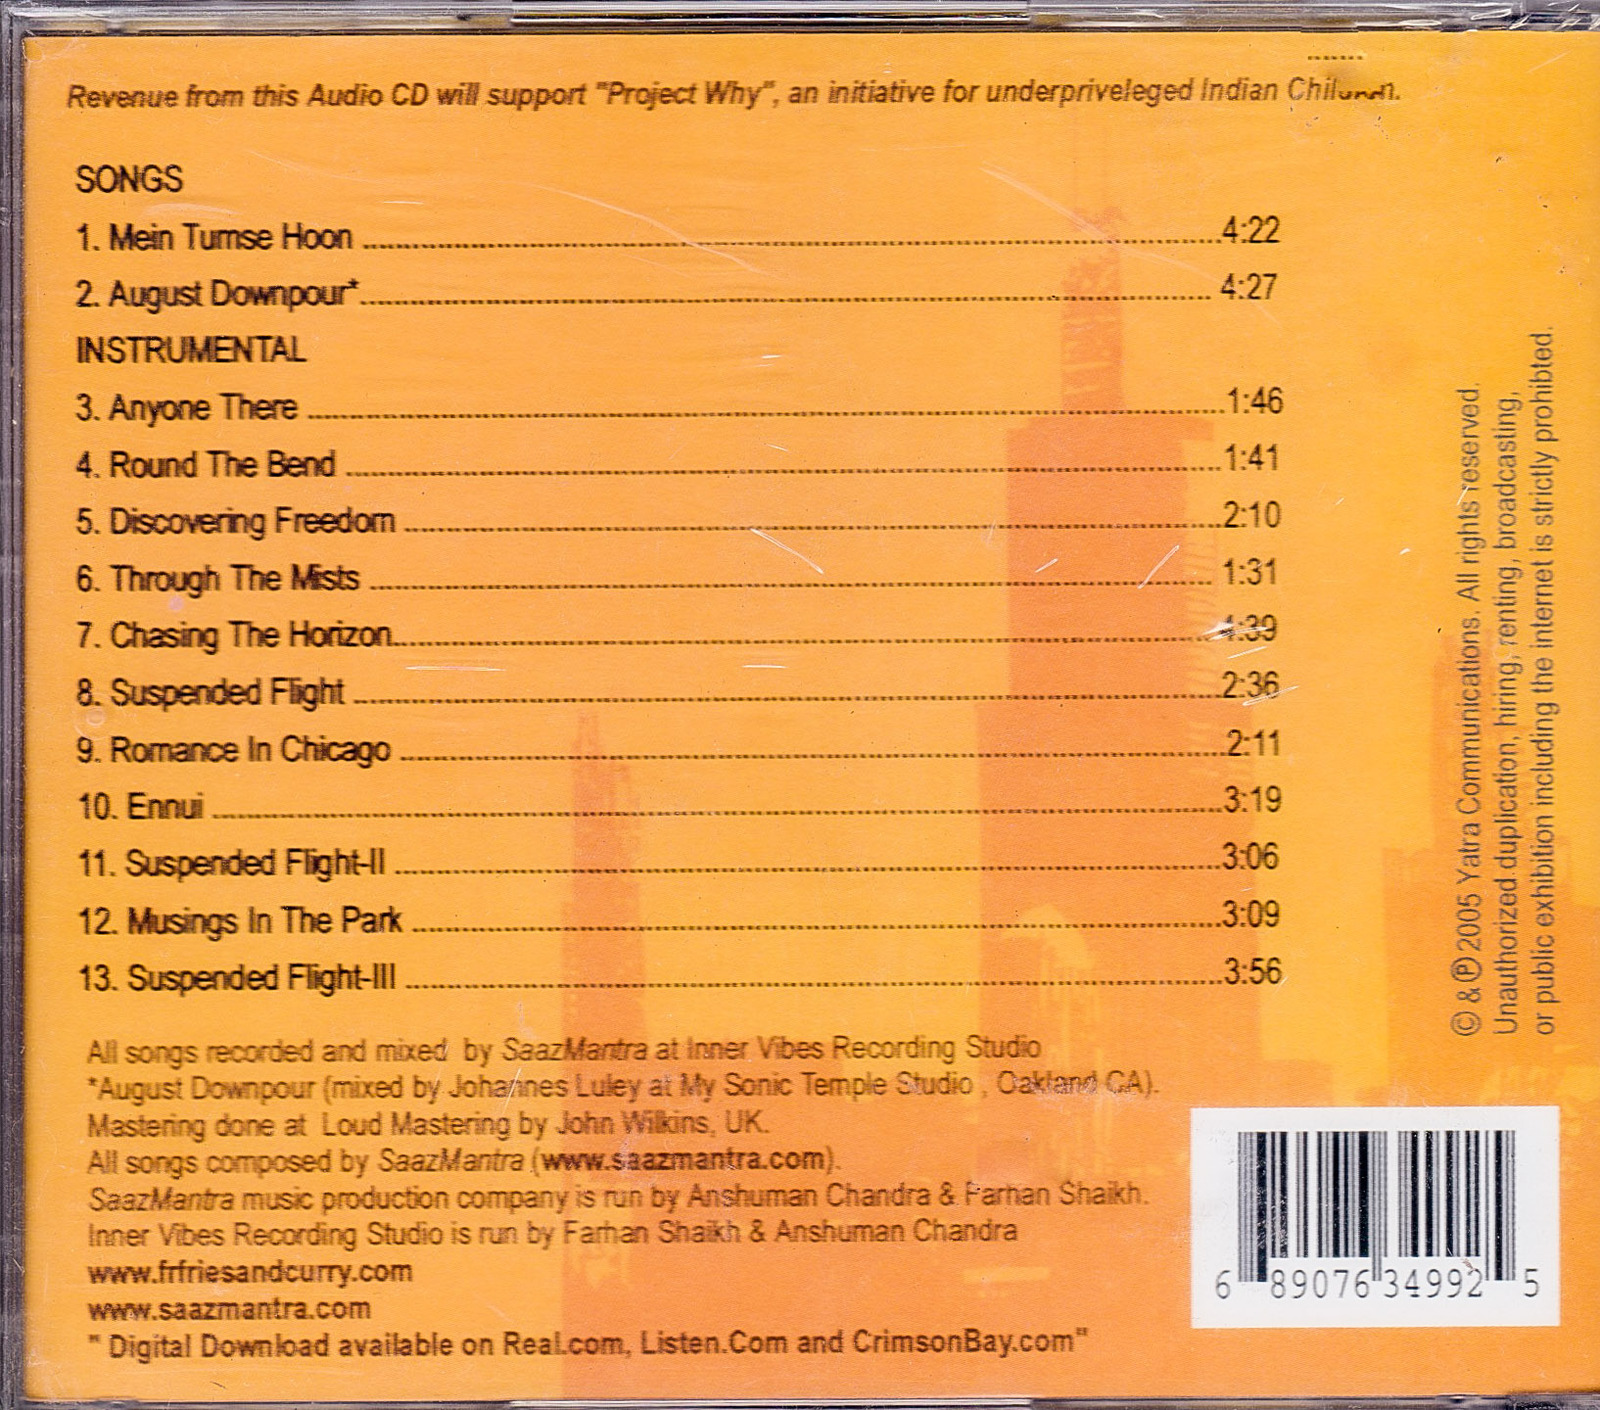 Revenue from this Audio CD will support "Project Why", an initiative for underpriveleged Indian
SONGS
1. Mein Tumse Hoon ........ 4:22
2. August Downpour* ........ 4:27
INSTRUMENTAL
3. Anyone There ........ 1:46
4. Round The Bend ........ 1:41
5. Discovering Freedom ........ 2:10
6. Through The Mists ........ 1:31
7. Chasing The Horizon ........ 4:39
8. Suspended Flight ........ 2:36
9. Romance In Chicago ........ 2:11
10. Ennui ........ 3:19
11. Suspended Flight-II ........ 3:06
12. Musings In The Park ........ 3:09
13. Suspended Flight-III ........ 3:56
All songs recorded and mixed by SaazMantra at Inner Vibes Recording Studio
*August Downpour (mixed by Johannes Luley at My Sonic Temple Studio , Oakland CA).
Mastering done at Loud Mastering by John Wilkins, UK.
All songs composed by SaazMantra (www.saazmantra.com).
SaazMantra music production company is run by Anshuman Chandra & Farhan Shaikh.
Inner Vibes Recording Studio is run by Farhan Shaikh & Anshuman Chandra
www.frfriesandcurry.com
www.saazmantra.com
" Digital Download available on Real.com, Listen.Com and CrimsonBay.com"
© & ℗ 2005 Yatra Communications. All rights reserved.
Unauthorized duplication, hiring, renting, broadcasting,
or public exhibition including the internet is strictly prohibited.
6 89076 34992 5